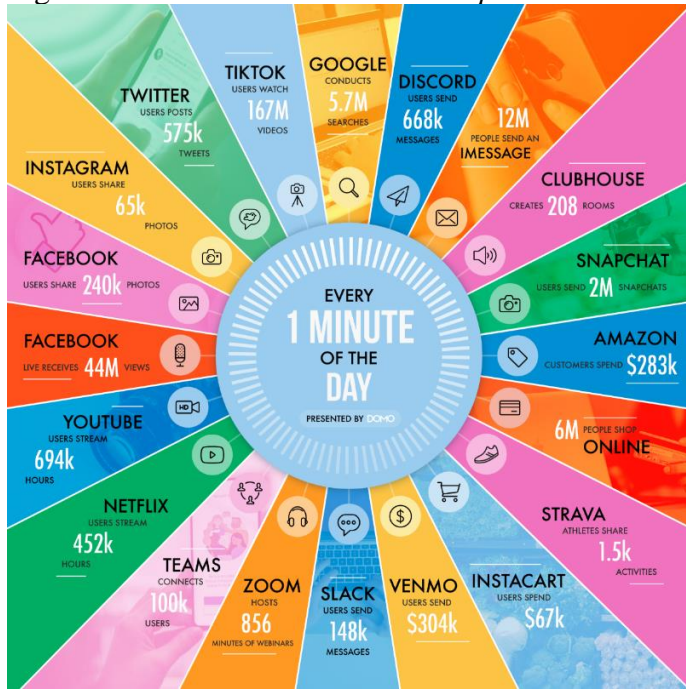 EVERY
1 MINUTE
OF THE
DAY
PRESENTED BY DOMO
GOOGLE
CONDUCTS
5.7M
SEARCHES
DISCORD
USERS SEND
668k
MESSAGES
12M
PEOPLE SEND AN
IMESSAGE
CLUBHOUSE
CREATES 208 ROOMS
SNAPCHAT
USERS SEND 2M SNAPCHATS
AMAZON
CUSTOMERS SPEND $283k
6M PEOPLE SHOP
ONLINE
STRAVA
ATHLETES SHARE
1.5k
ACTIVITIES
INSTACART
USERS SPEND
$67k
VENMO
USERS SEND
$304k
SLACK
USERS SEND
148k
MESSAGES
ZOOM
HOSTS
856
MINUTES OF WEBINARS
TEAMS
CONNECTS
100k
USERS
NETFLIX
USERS STREAM
452k
HOURS
YOUTUBE
USERS STREAM
694k
HOURS
FACEBOOK
LIVE RECEIVES 44M VIEWS
FACEBOOK
USERS SHARE 240k PHOTOS
INSTAGRAM
USERS SHARE
65k
PHOTOS
TWITTER
USERS POSTS
575k
TWEETS
TIKTOK
USERS WATCH
167M
VIDEOS
HD